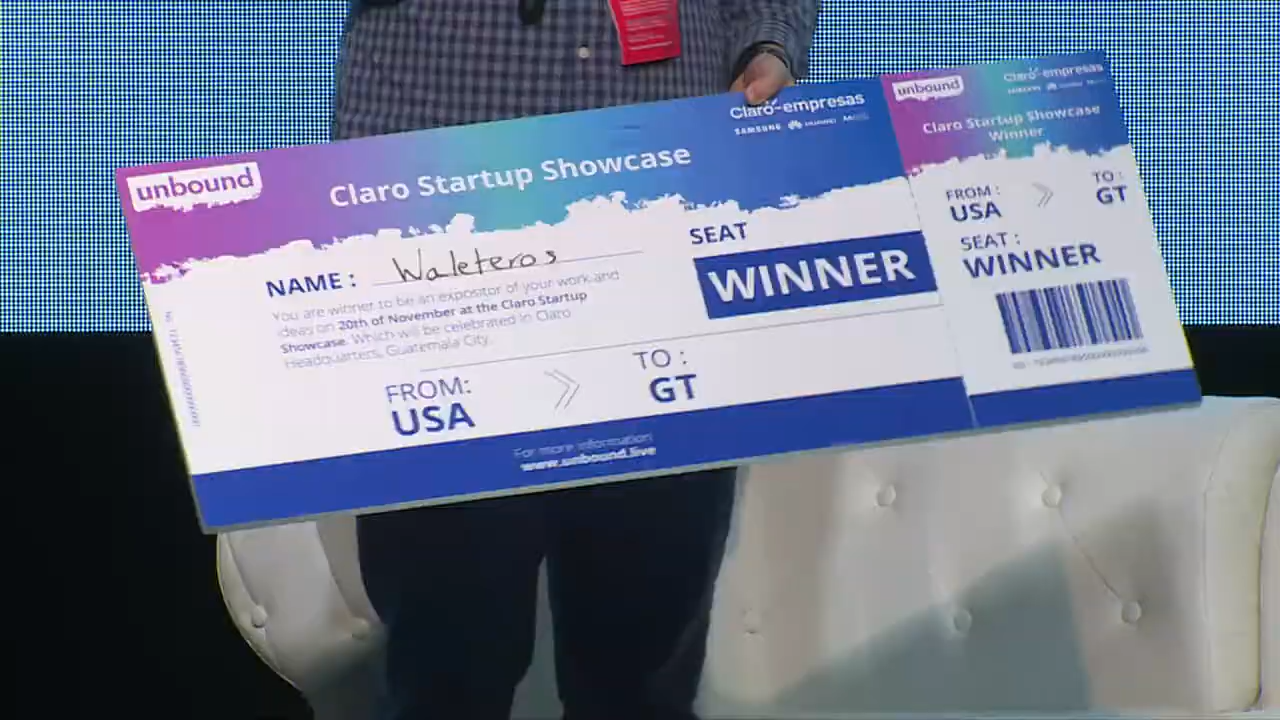 unbound
Claro Startup Showcase
Claro-empresas
SAMSUNG HUAWEI
NAME : Waleteros
You are winner to be an expositor of your work and
ideas on 20th of November at the Claro Startup
Showcase. Which will be celebrated in Claro
Headquarters, Guatemala City.
SEAT
WINNER
FROM:
USA
TO :
GT
For more information
www.unbound.live
unbound
Claro-empresas
Claro Startup Showcase
Winner
FROM :
USA
TO :
GT
SEAT :
WINNER